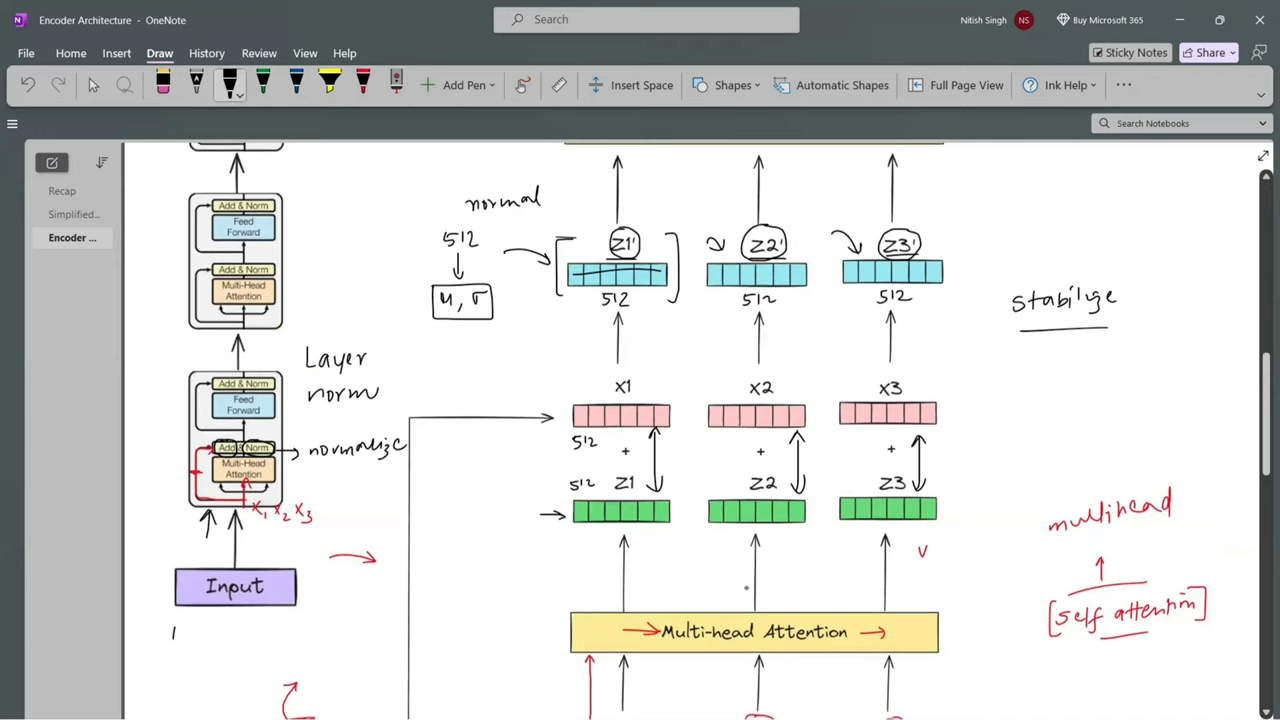 Encoder Architecture - OneNote
Search
Nitish Singh
NS
Buy Microsoft 365
File Home Insert Draw History Review View Help
Sticky Notes
Share
Add Pen
Insert Space
Shapes
Automatic Shapes
Full Page View
Ink Help
Search Notebooks
Recap
Simplified...
Encoder ...
Add & Norm
Feed
Forward
Add & Norm
Multi-Head
Attention
Layer
norm
Add & Norm
Feed
Forward
Add & Norm
Multi-Head
Attention
normalize
x1 x2 x3
Input
normal
512
μ, σ
z1' z2' z3'
512 512 512
stabilize
x1 x2 x3
512
+ + +
512 z1 z2 z3
v
Multi-head Attention
multihead
[self attention]